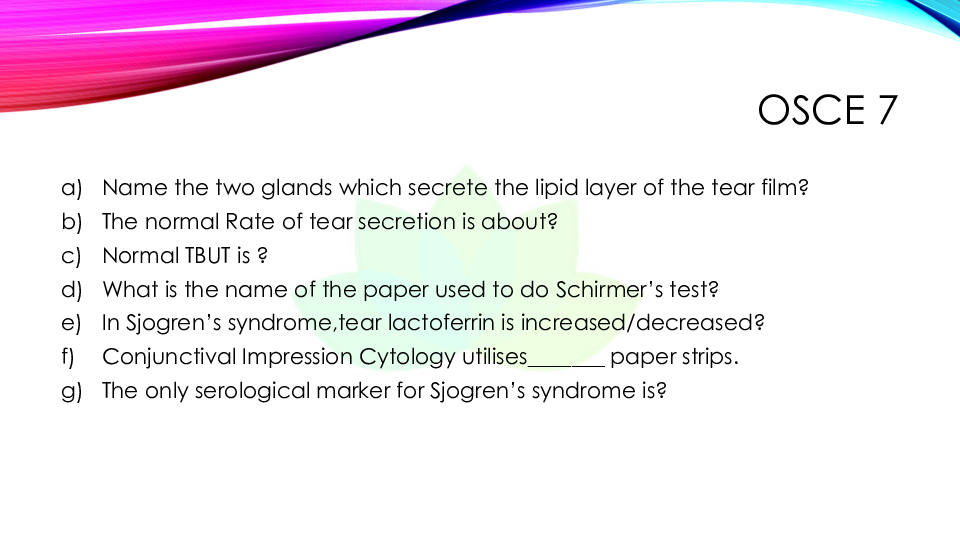 OSCE 7
a) Name the two glands which secrete the lipid layer of the tear film?
b) The normal Rate of tear secretion is about?
c) Normal TBUT is ?
d) What is the name of the paper used to do Schirmer’s test?
e) In Sjogren’s syndrome,tear lactoferrin is increased/decreased?
f) Conjunctival Impression Cytology utilises_______ paper strips.
g) The only serological marker for Sjogren’s syndrome is?